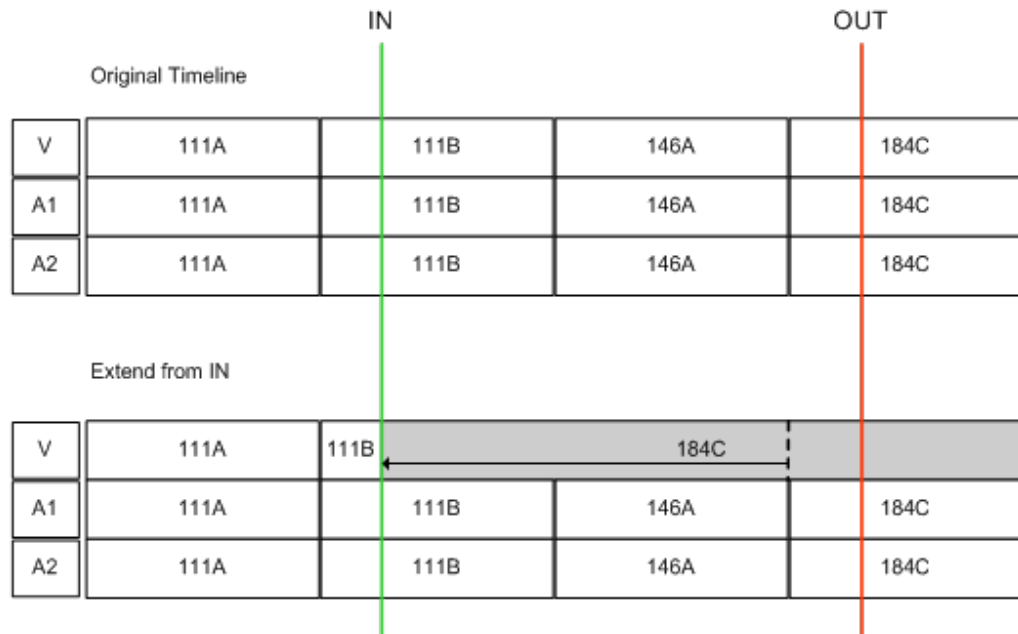 IN OUT
Original Timeline
V 111A 111B 146A 184C
A1 111A 111B 146A 184C
A2 111A 111B 146A 184C
Extend from IN
V 111A 111B 184C
A1 111A 111B 146A 184C
A2 111A 111B 146A 184C